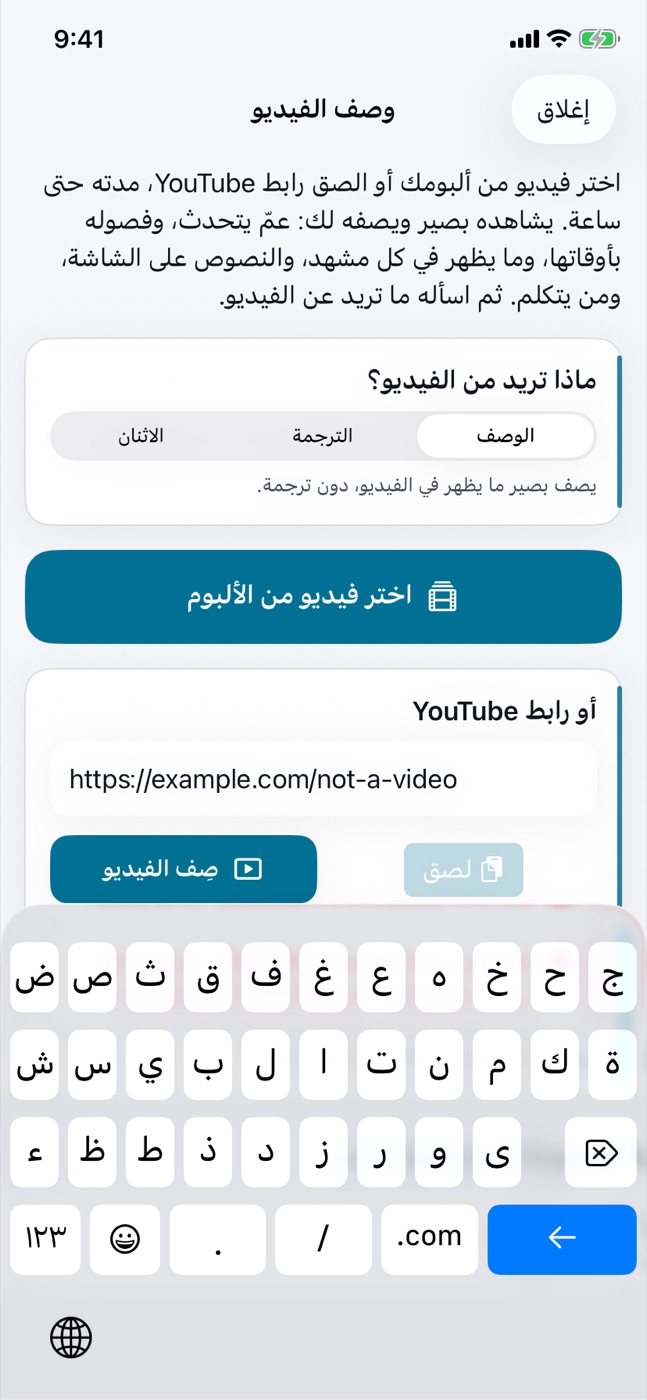 9:41
إغلاق
وصف الفيديو
اختر فيديو من ألبومك أو الصق رابط YouTube، مدته حتى
ساعة. يشاهده بصير ويصفه لك: عمّ يتحدث، وفصوله
بأوقاتها، وما يظهر في كل مشهد، والنصوص على الشاشة،
ومن يتكلم. ثم اسأله ما تريد عن الفيديو.
ماذا تريد من الفيديو؟
الوصف الترجمة الاثنان
يصف بصير ما يظهر في الفيديو، دون ترجمة.
اختر فيديو من الألبوم
أو رابط YouTube
https://example.com/not-a-video
لصق صِف الفيديو
ض ص ث ق ف غ ع ه خ ح ج
ش س ي ب ل ا ت ن م ك ة
ء ظ ط ذ د ز ر و ى
١٢٣ . / .com